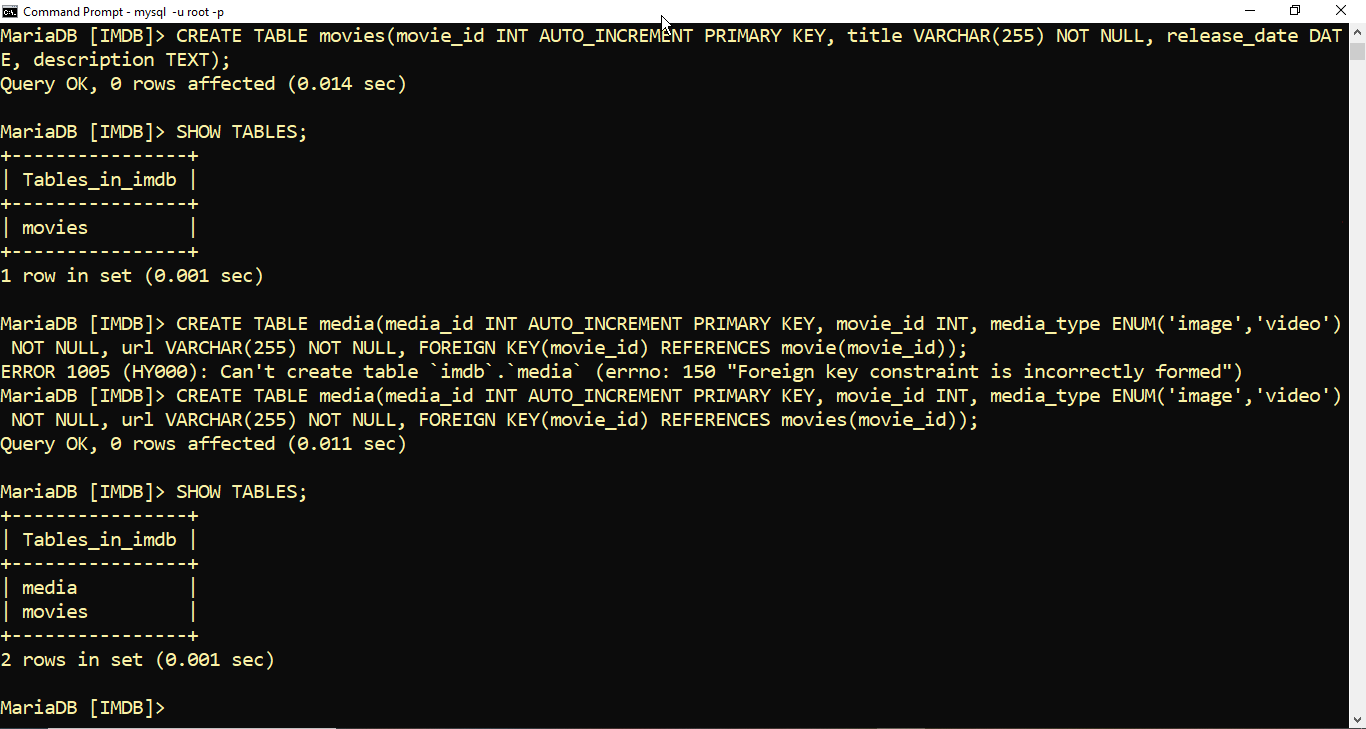 Command Prompt - mysql -u root -p
MariaDB [IMDB]> CREATE TABLE movies(movie_id INT AUTO_INCREMENT PRIMARY KEY, title VARCHAR(255) NOT NULL, release_date DAT
E, description TEXT);
Query OK, 0 rows affected (0.014 sec)
MariaDB [IMDB]> SHOW TABLES;
+----------------+
| Tables_in_imdb |
+----------------+
| movies         |
+----------------+
1 row in set (0.001 sec)
MariaDB [IMDB]> CREATE TABLE media(media_id INT AUTO_INCREMENT PRIMARY KEY, movie_id INT, media_type ENUM('image','video')
 NOT NULL, url VARCHAR(255) NOT NULL, FOREIGN KEY(movie_id) REFERENCES movie(movie_id));
ERROR 1005 (HY000): Can't create table `imdb`.`media` (errno: 150 "Foreign key constraint is incorrectly formed")
MariaDB [IMDB]> CREATE TABLE media(media_id INT AUTO_INCREMENT PRIMARY KEY, movie_id INT, media_type ENUM('image','video')
 NOT NULL, url VARCHAR(255) NOT NULL, FOREIGN KEY(movie_id) REFERENCES movies(movie_id));
Query OK, 0 rows affected (0.011 sec)
MariaDB [IMDB]> SHOW TABLES;
+----------------+
| Tables_in_imdb |
+----------------+
| media          |
| movies         |
+----------------+
2 rows in set (0.001 sec)
MariaDB [IMDB]>